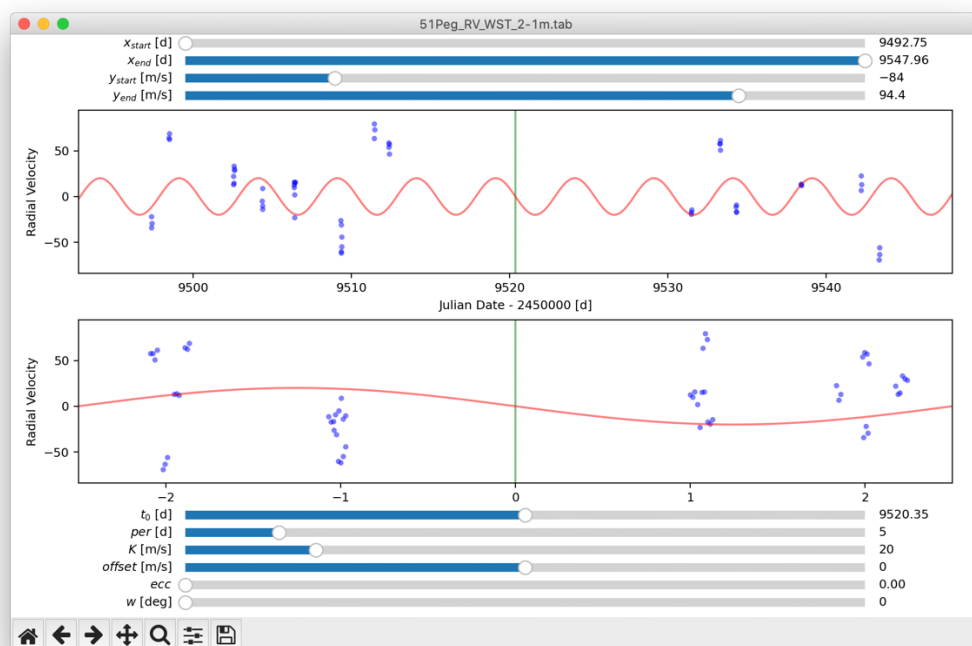 51Peg_RV_WST_2-1m.tab
x_start [d] 9492.75
x_end [d] 9547.96
y_start [m/s] −84
y_end [m/s] 94.4
Radial Velocity
50
0
−50
9500 9510 9520 9530 9540
Julian Date - 2450000 [d]
Radial Velocity
50
0
−50
−2 −1 0 1 2
t_0 [d] 9520.35
per [d] 5
K [m/s] 20
offset [m/s] 0
ecc 0.00
w [deg] 0